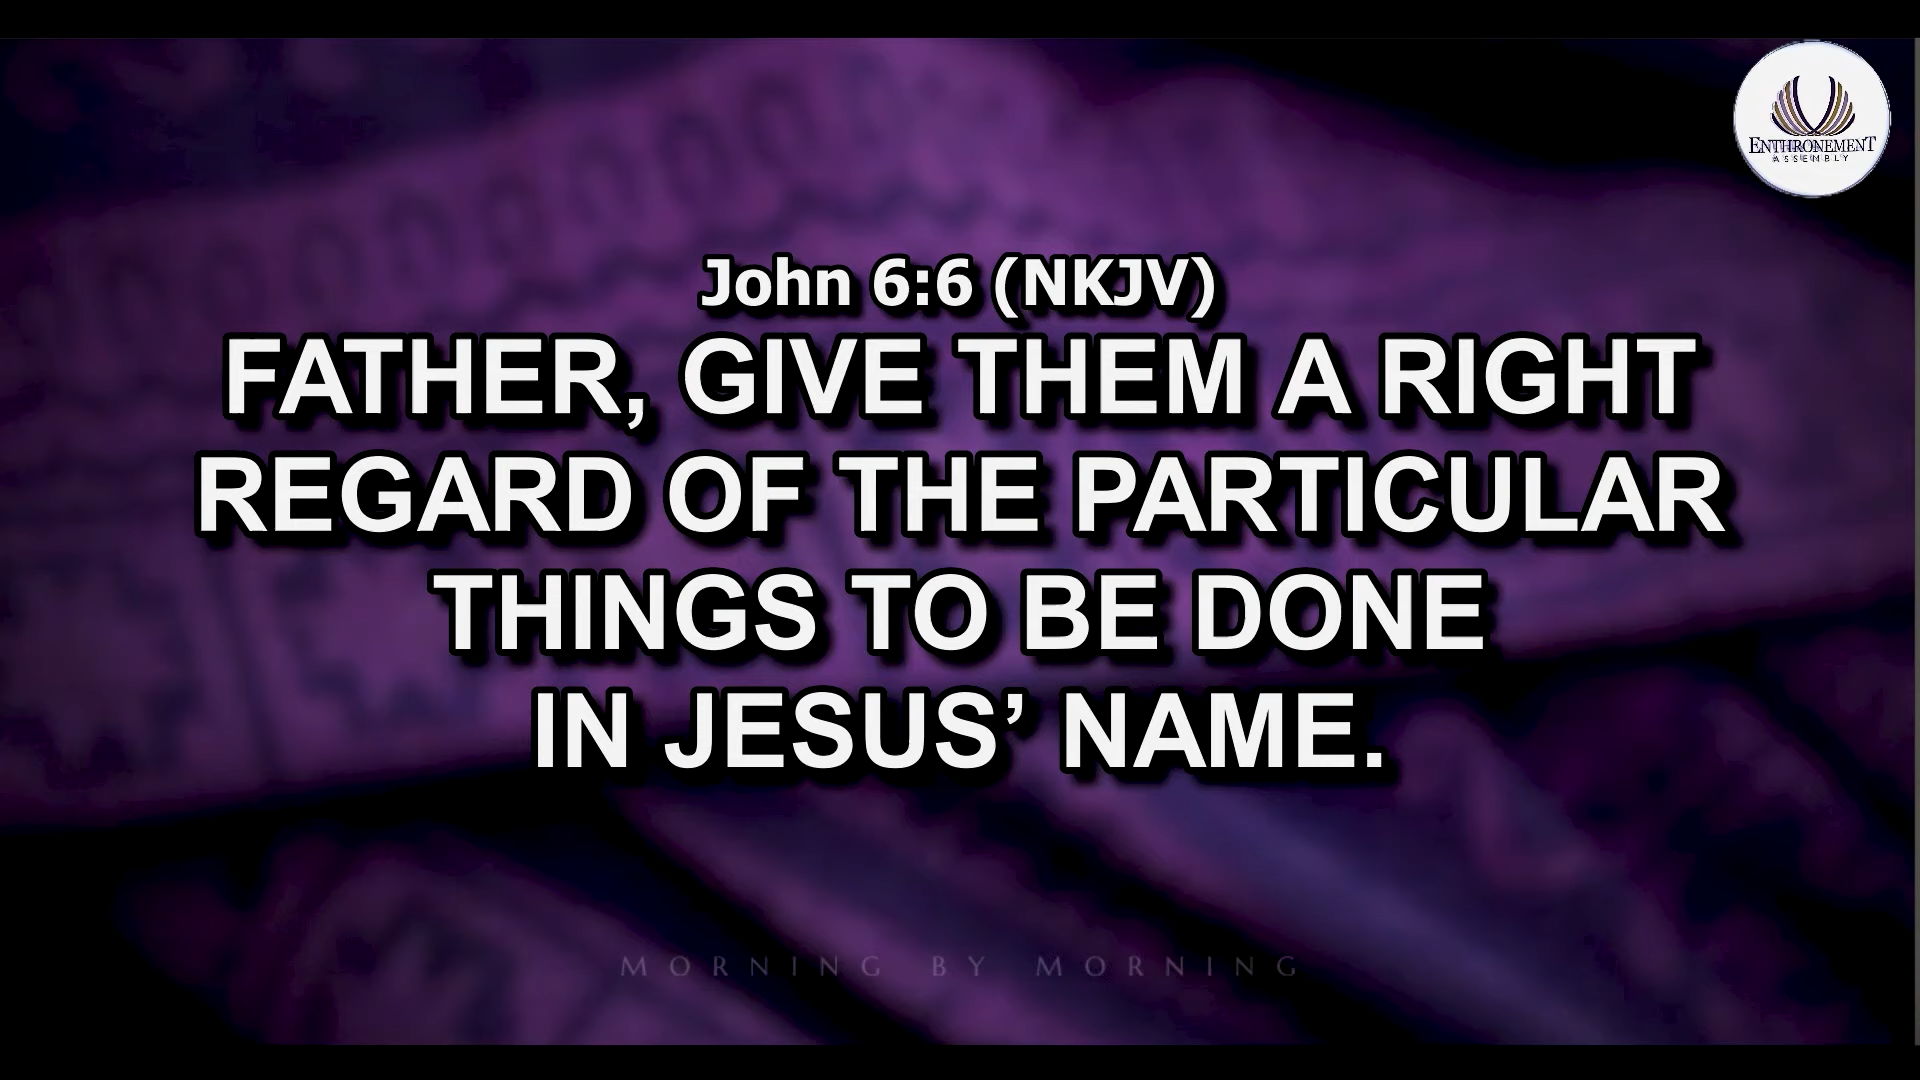 ENTHRONEMENT
ASSEMBLY
John 6:6 (NKJV)
FATHER, GIVE THEM A RIGHT
REGARD OF THE PARTICULAR
THINGS TO BE DONE
IN JESUS’ NAME.
MORNING BY MORNING